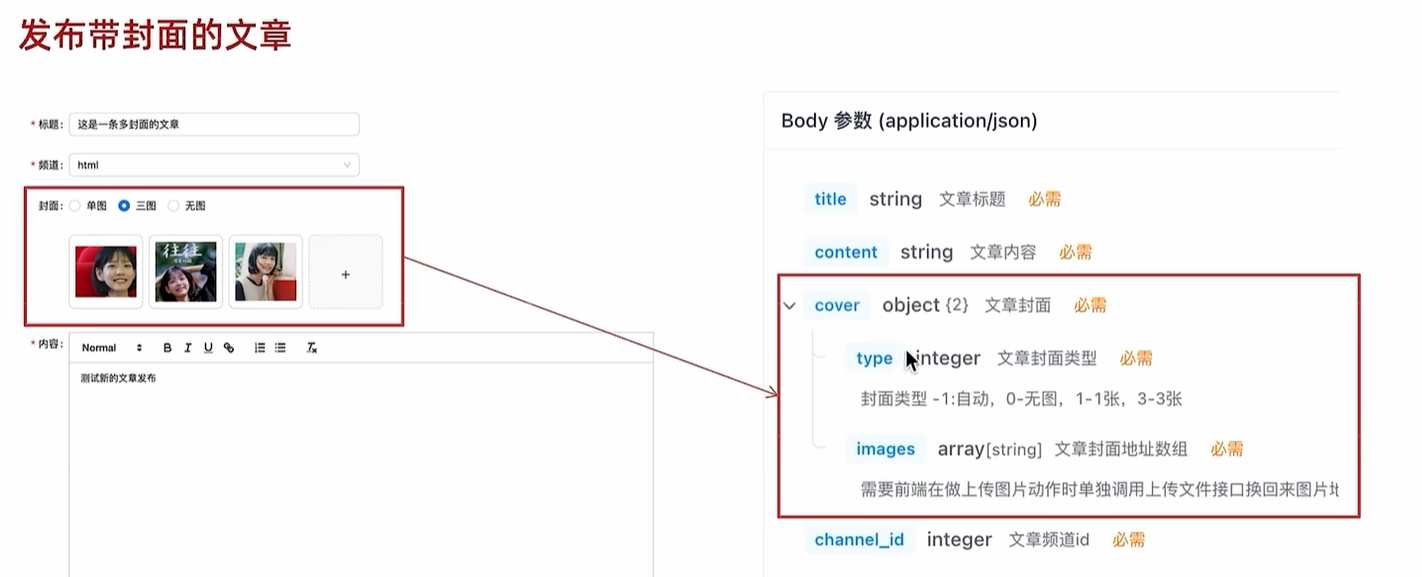 发布带封面的文章
* 标题: 这是一条多封面的文章
* 频道: html
封面: 单图 三图 无图
往往
+
* 内容: Normal B I U
测试新的文章发布
Body 参数 (application/json)
title string 文章标题 必需
content string 文章内容 必需
cover object {2} 文章封面 必需
type integer 文章封面类型 必需
封面类型 -1:自动，0-无图，1-1张，3-3张
images array[string] 文章封面地址数组 必需
需要前端在做上传图片动作时单独调用上传文件接口换回来图片
channel_id integer 文章频道id 必需